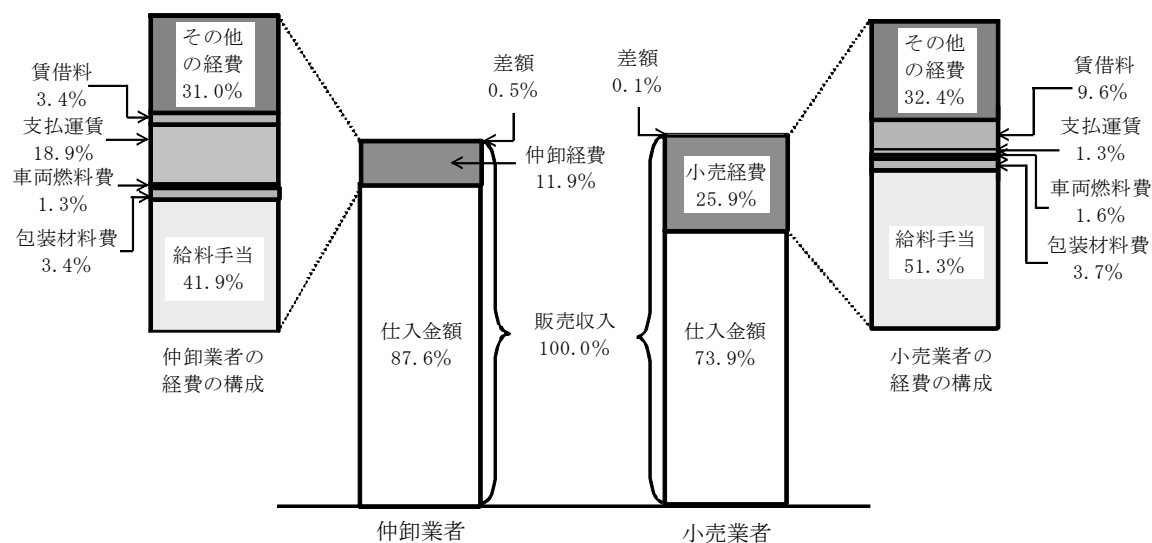 その他
の経費
31.0%
賃借料
3.4%
支払運賃
18.9%
車両燃料費
1.3%
包装材料費
3.4%
給料手当
41.9%
仲卸業者の
経費の構成
差額
0.5%
仲卸経費
11.9%
仕入金額
87.6%
仲卸業者
販売収入
100.0%
差額
0.1%
小売経費
25.9%
仕入金額
73.9%
小売業者
その他
の経費
32.4%
賃借料
9.6%
支払運賃
1.3%
車両燃料費
1.6%
包装材料費
3.7%
給料手当
51.3%
小売業者の
経費の構成